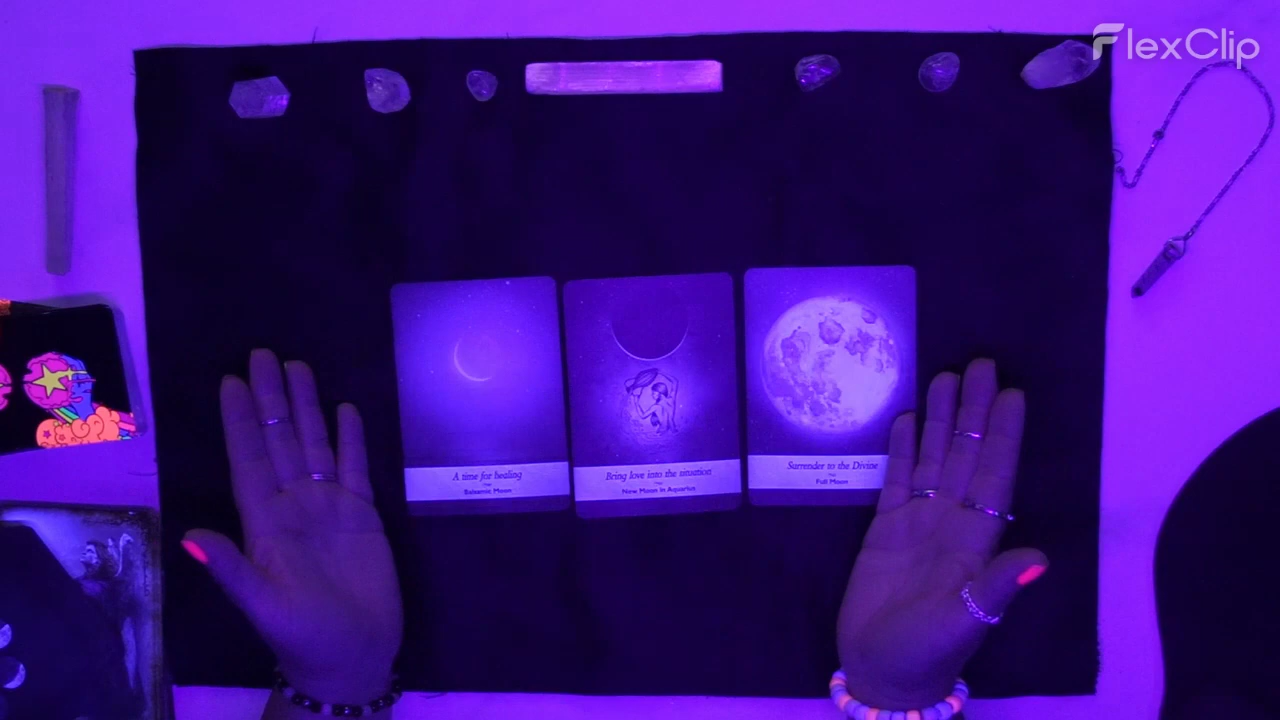 FlexClip
A time for healing
Balsamic Moon
Bring love into the situation
New Moon in Aquarius
Surrender to the Divine
Full Moon